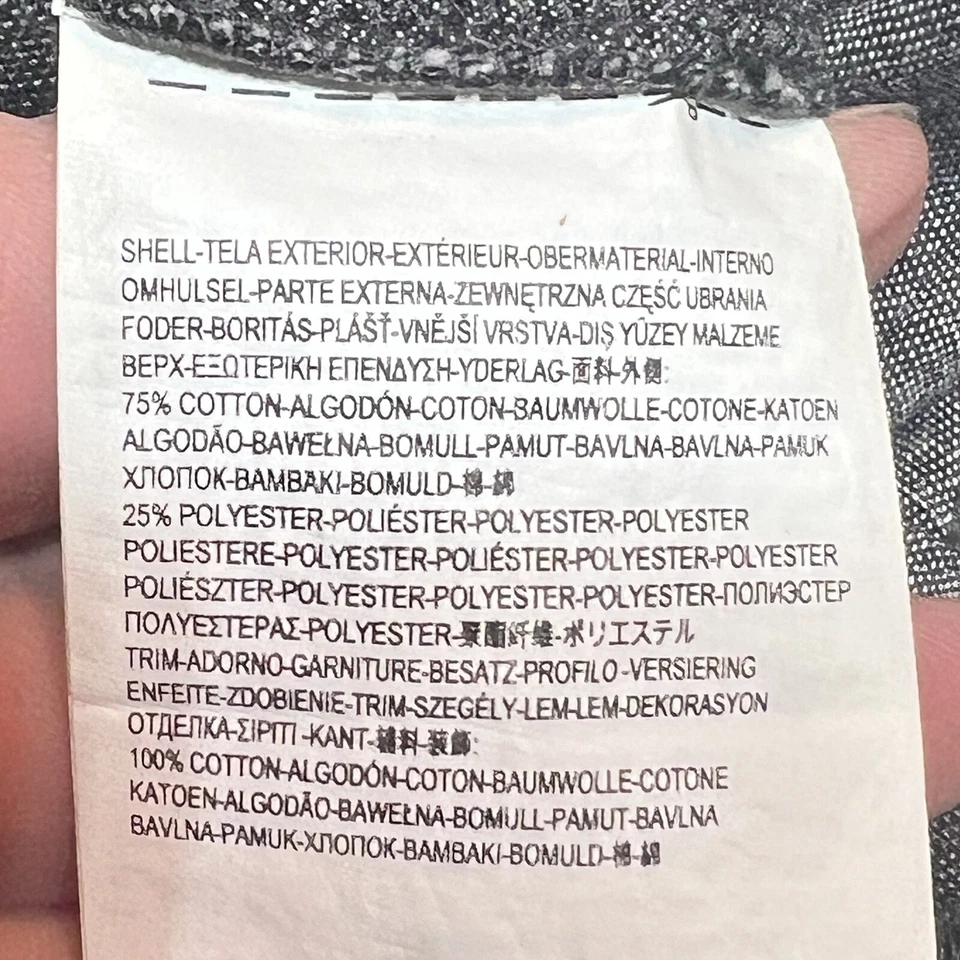 SHELL-TELA EXTERIOR-EXTÉRIEUR-OBERMATERIAL-INTERNO
OMHULSEL-PARTE EXTERNA-ZEWNĘTRZNA CZĘŚĆ UBRANIA
FODER-BORITÁS-PLÁŠŤ-VNĚJŠÍ VRSTVA-DIŞ YÜZEY MALZEME
ВЕРХ-ΕΞΩΤΕΡΙΚΗ ΕΠΕΝΔΥΣΗ-YDERLAG-面料-外側:
75% COTTON-ALGODÓN-COTON-BAUMWOLLE-COTONE-KATOEN
ALGODÃO-BAWEŁNA-BOMULL-PAMUT-BAVLNA-BAVLNA-PAMUK
ХЛОПОК-ΒΑΜΒΑΚΙ-BOMULD-棉-綿
25% POLYESTER-POLIÉSTER-POLYESTER-POLYESTER
POLIESTERE-POLYESTER-POLIÉSTER-POLYESTER-POLYESTER
POLIÉSZTER-POLYESTER-POLYESTER-POLYESTER-ПОЛИЭСТЕР
ΠΟΛΥΕΣΤΕΡΑΣ-POLYESTER-聚酯纤维-ポリエステル
TRIM-ADORNO-GARNITURE-BESATZ-PROFILO-VERSIERING
ENFEITE-ZDOBIENIE-TRIM-SZEGÉLY-LEM-LEM-DEKORASYON
ОТДЕЛКА-ΣΙΡΙΤΙ -KANT-辅料-装飾:
100% COTTON-ALGODÓN-COTON-BAUMWOLLE-COTONE
KATOEN-ALGODÃO-BAWEŁNA-BOMULL-PAMUT-BAVLNA
BAVLNA-PAMUK-ХЛОПОК-ΒΑΜΒΑΚΙ-BOMULD-棉-綿